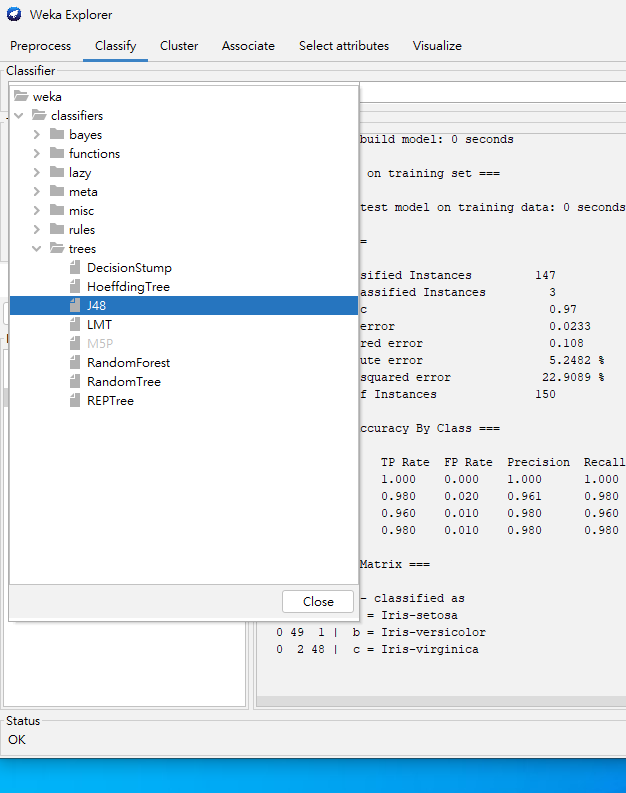 Weka Explorer
Preprocess Classify Cluster Associate Select attributes Visualize
Classifier
weka
classifiers
bayes
functions
lazy
meta
misc
rules
trees
DecisionStump
HoeffdingTree
J48
LMT
M5P
RandomForest
RandomTree
REPTree
Close
build model: 0 seconds
on training set ===
test model on training data: 0 seconds
=
sified Instances 147
assified Instances 3
c 0.97
error 0.0233
red error 0.108
ute error 5.2482 %
squared error 22.9089 %
f Instances 150
ccuracy By Class ===
TP Rate FP Rate Precision Recall
1.000 0.000 1.000 1.000
0.980 0.020 0.961 0.980
0.960 0.010 0.980 0.960
0.980 0.010 0.980 0.980
Matrix ===
- classified as
= Iris-setosa
0 49 1 | b = Iris-versicolor
0 2 48 | c = Iris-virginica
Status
OK